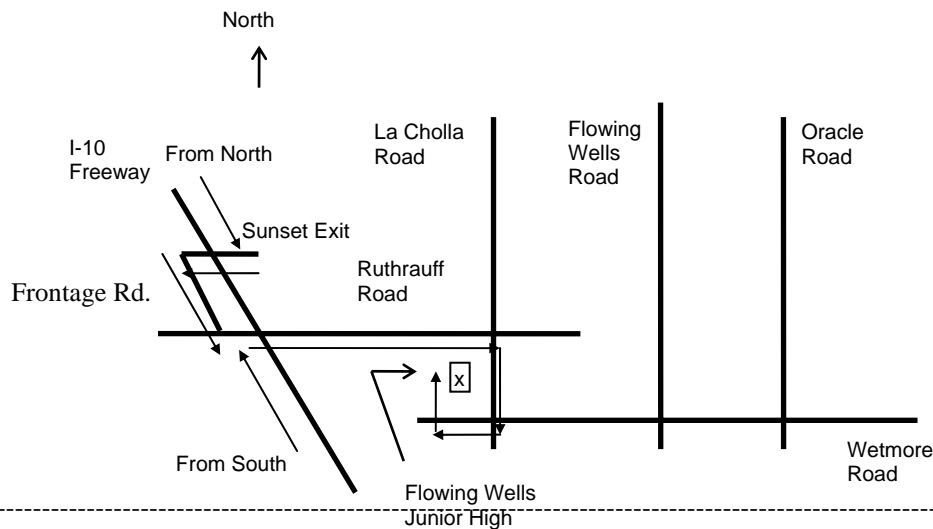 North
La Cholla
Road
Flowing
Wells
Road
Oracle
Road
I-10
Freeway
From North
Sunset Exit
Frontage Rd.
Ruthrauff
Road
x
From South
Flowing Wells
Junior High
Wetmore
Road